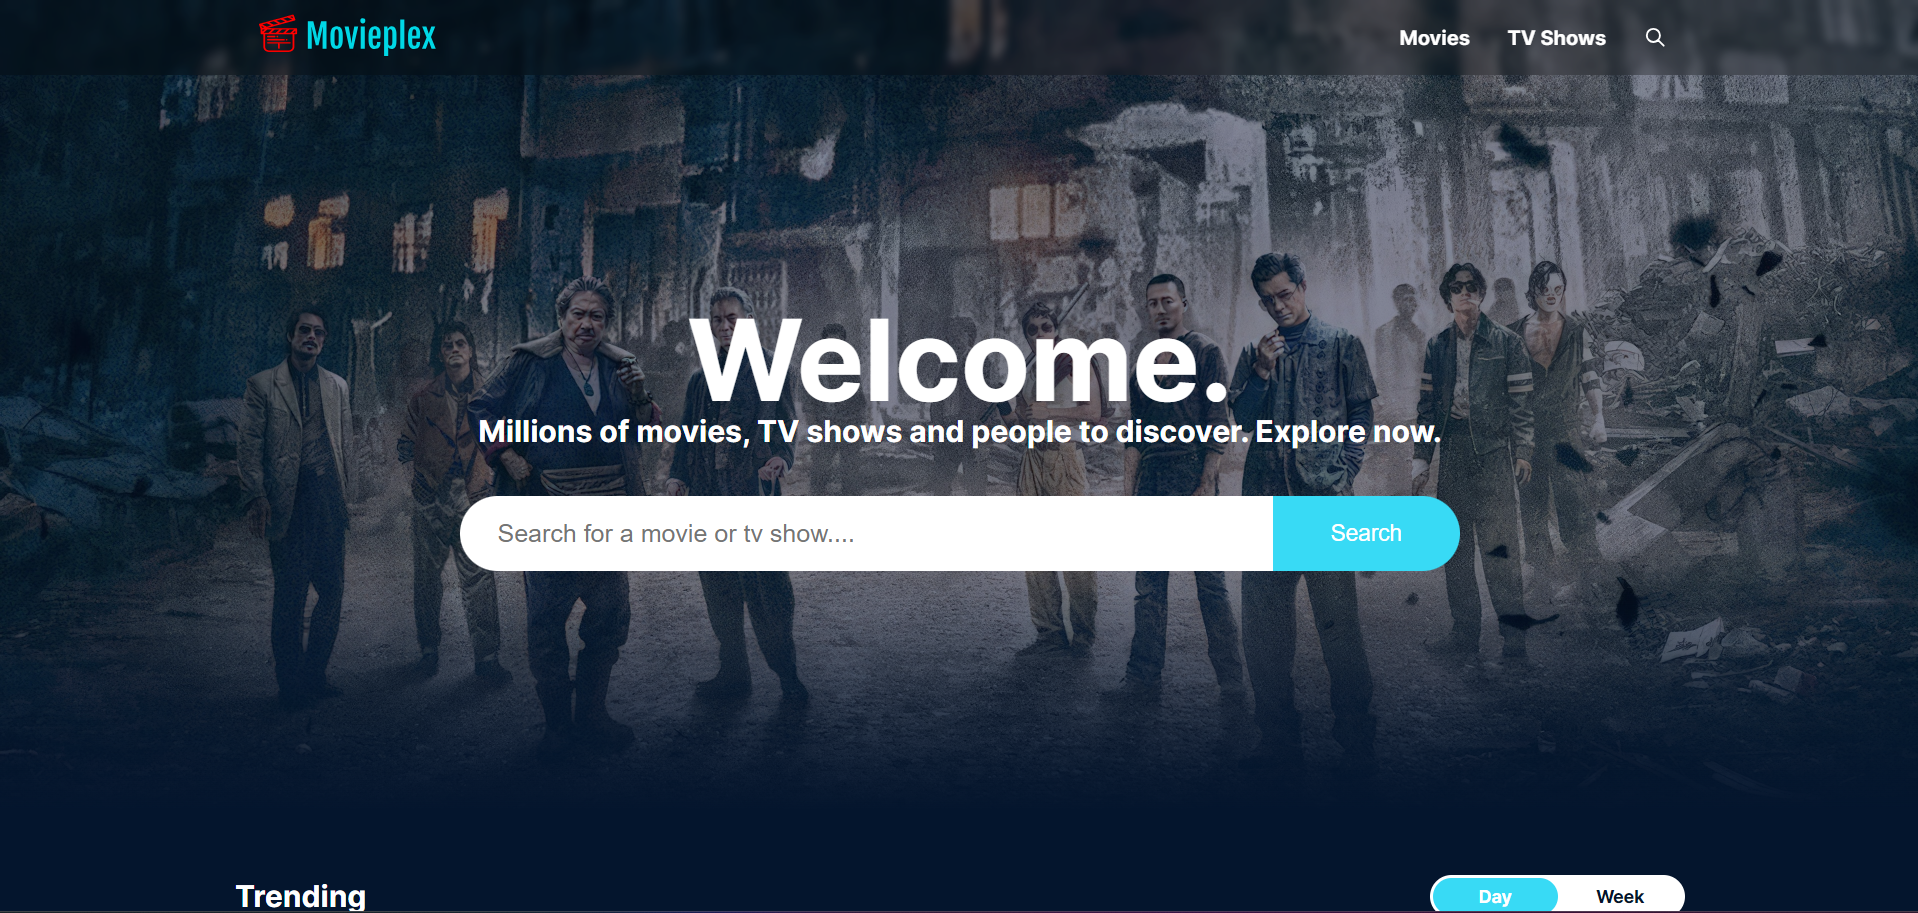 Movieplex
Movies
TV Shows
Welcome.
Millions of movies, TV shows and people to discover. Explore now.
Search for a movie or tv show....
Search
Trending
Day
Week